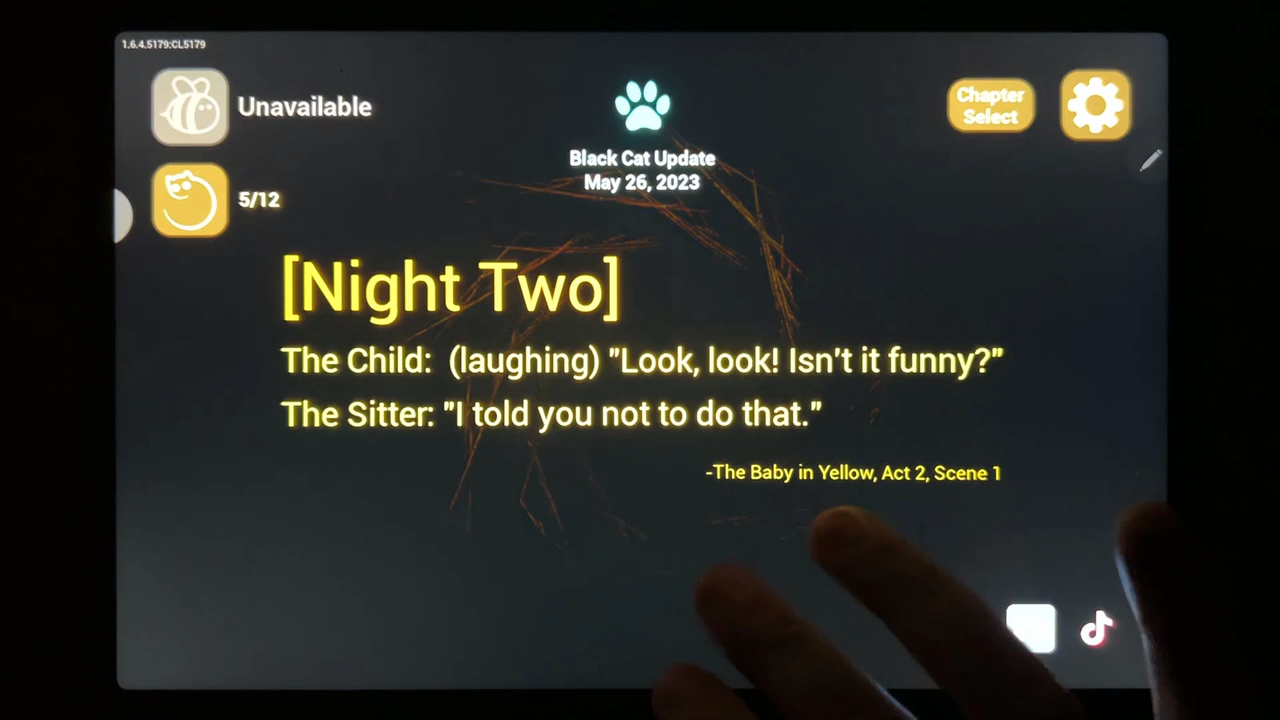 1.6.4.5179:CL5179
Unavailable
Chapter
Select
Black Cat Update
May 26, 2023
5/12
[Night Two]
The Child:  (laughing) "Look, look! Isn't it funny?"
The Sitter: "I told you not to do that."
-The Baby in Yellow, Act 2, Scene 1